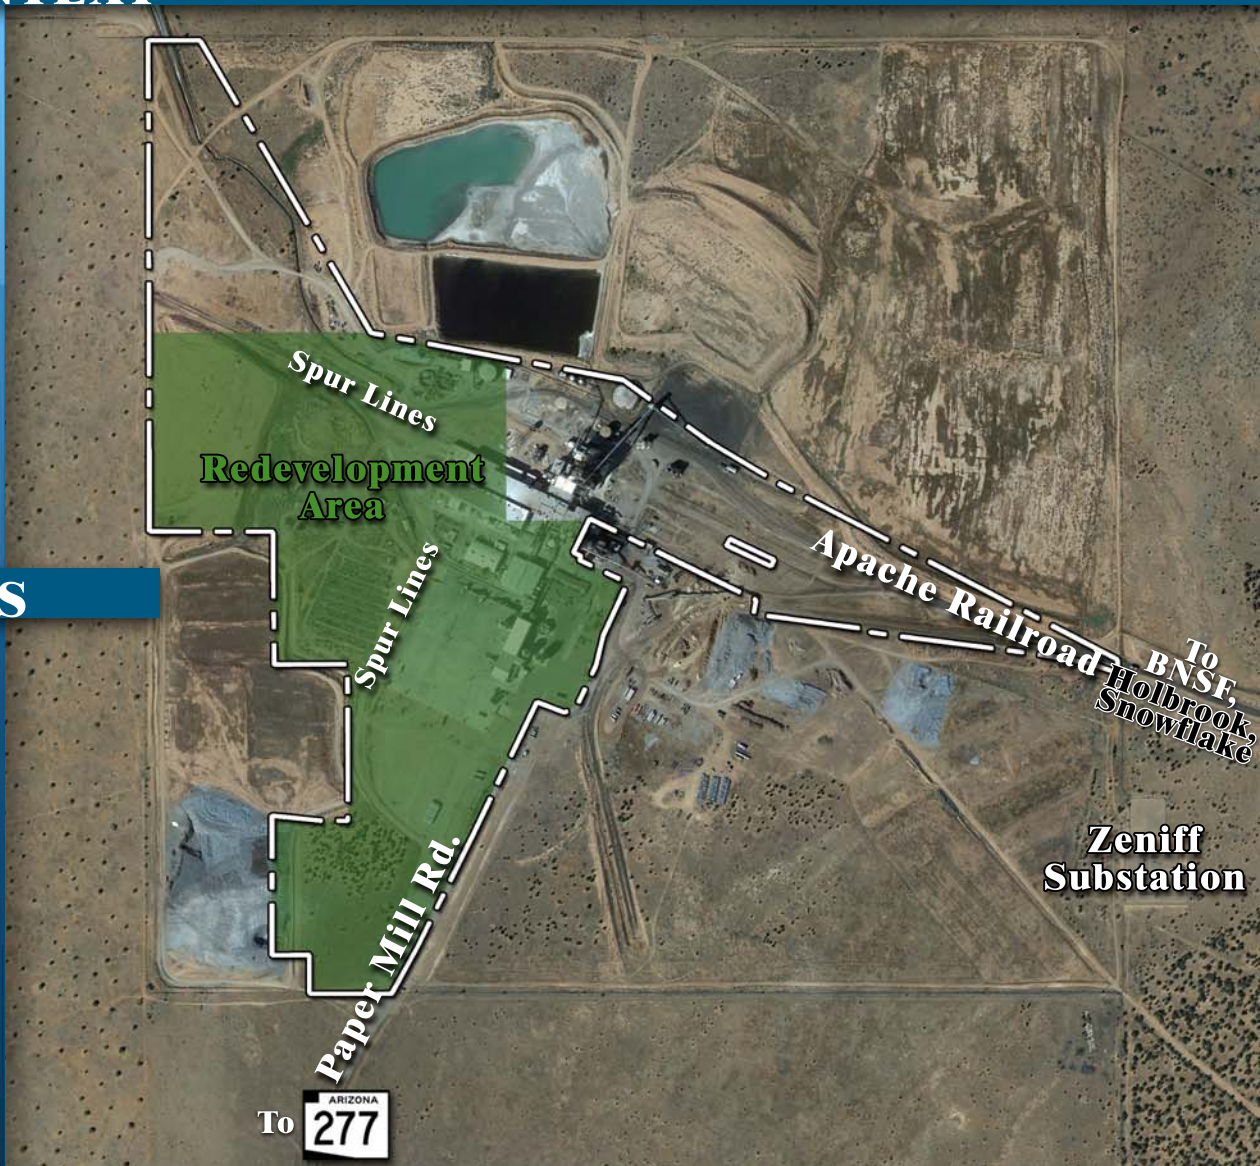 Spur Lines
Redevelopment
Area
Spur Lines
Apache Railroad
To
BNSF,
Holbrook,
Snowflake
S
Zeniff
Substation
Paper Mill Rd.
To
ARIZONA
277